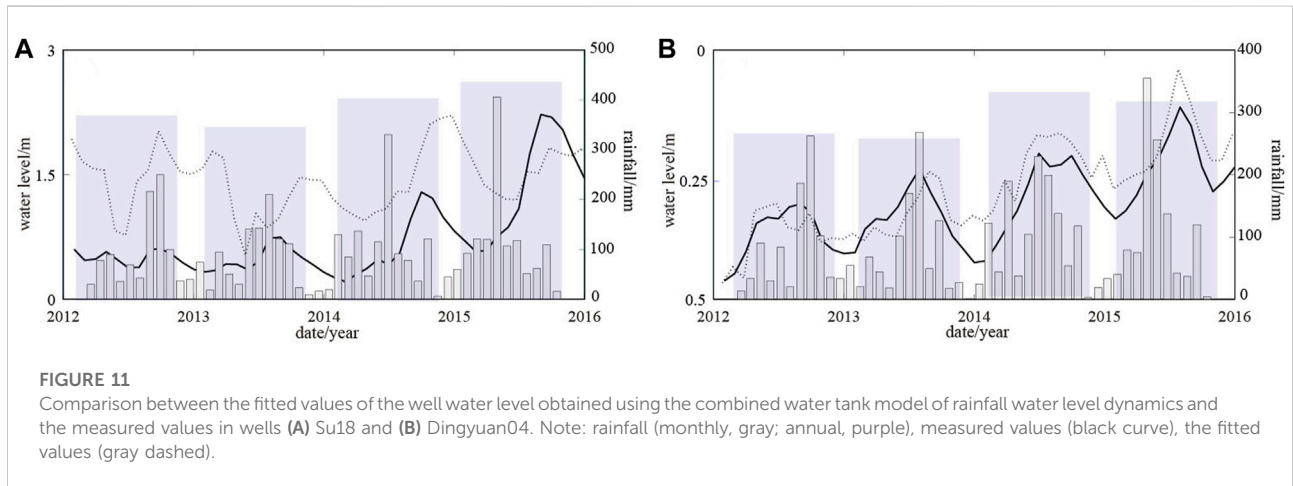 A
3
1.5
0
water level/m
500
400
300
200
100
0
rainfall/mm
2012
2013
2014
2015
2016
date/year
B
0
0.25
0.5
water level/m
400
300
200
100
0
rainfall/mm
2012
2013
2014
2015
2016
date/year
FIGURE 11
Comparison between the fitted values of the well water level obtained using the combined water tank model of rainfall water level dynamics and
the measured values in wells (A) Su18 and (B) Dingyuan04. Note: rainfall (monthly, gray; annual, purple), measured values (black curve), the fitted
values (gray dashed).